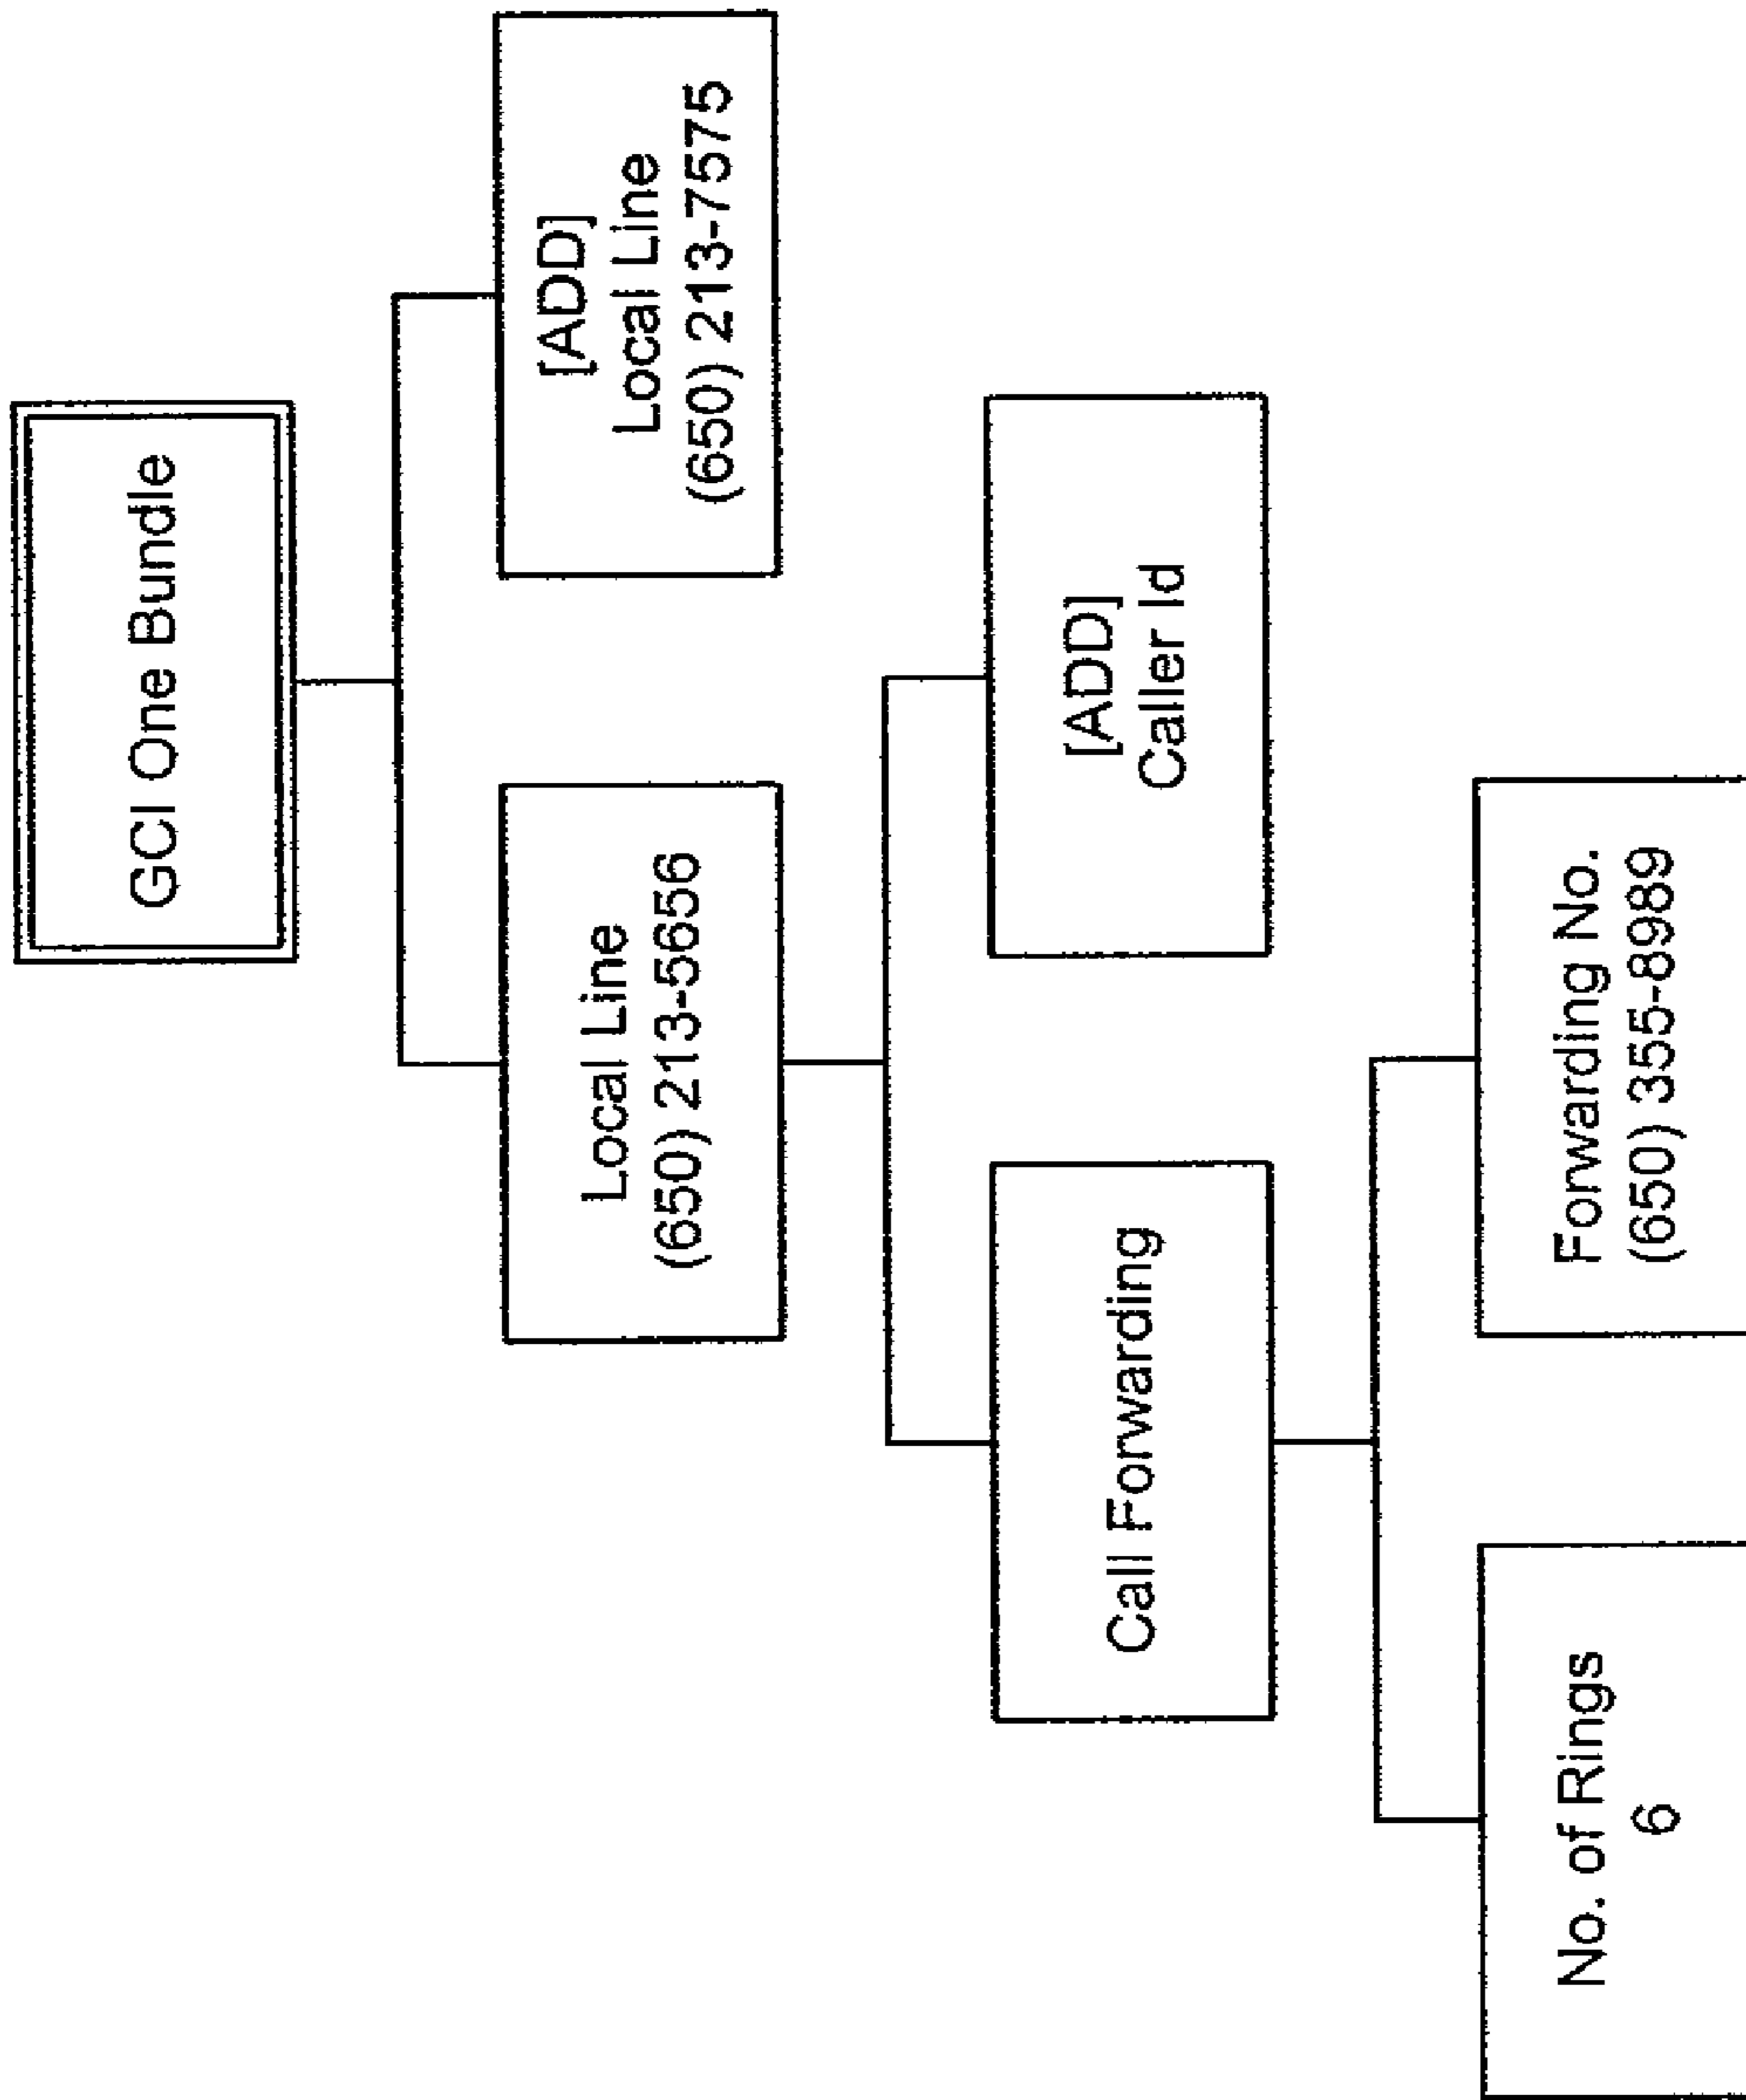 GCI One Bundle
Local Line
(650) 213-5656
[ADD]
Local Line
(650) 213-7575
Call Forwarding
[ADD]
Caller Id
No. of Rings
6
Forwarding No.
(650) 355-8989